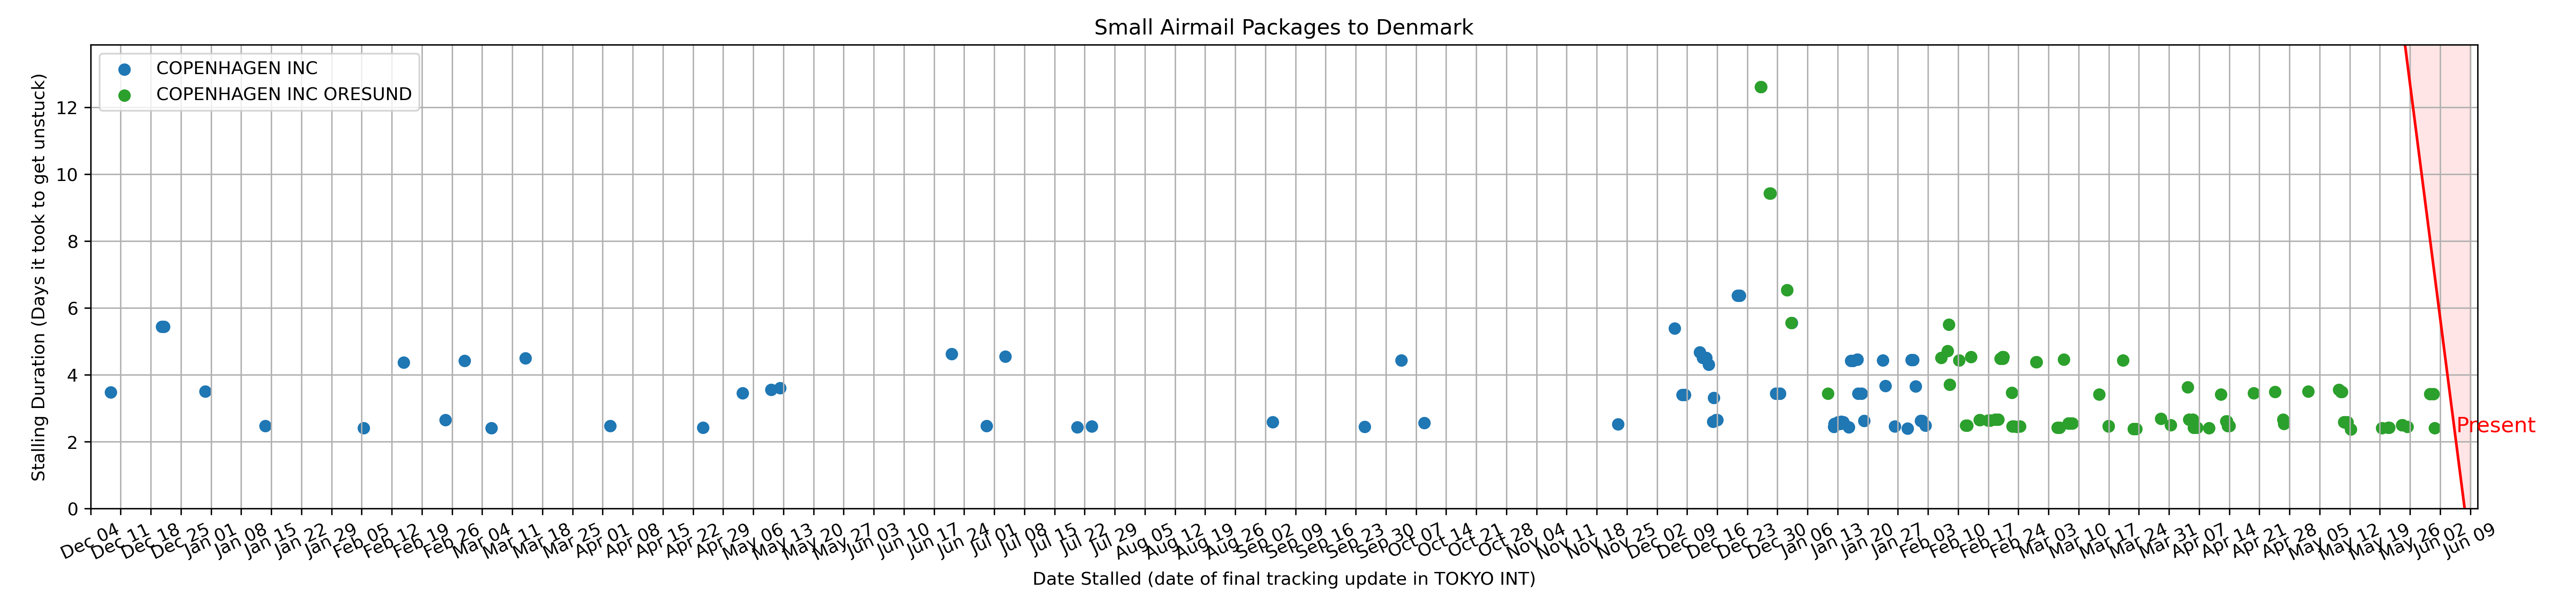 Small Airmail Packages to Denmark
COPENHAGEN INC
COPENHAGEN INC ORESUND
Stalling Duration (Days it took to get unstuck)
12
10
8
6
4
2
0
Present
Dec 04 Dec 11 Dec 18 Dec 25 Jan 01 Jan 08 Jan 15 Jan 22 Jan 29 Feb 05 Feb 12 Feb 19 Feb 26 Mar 04 Mar 11 Mar 18 Mar 25 Apr 01 Apr 08 Apr 15 Apr 22 Apr 29 May 06 May 13 May 20 May 27 Jun 03 Jun 10 Jun 17 Jun 24 Jul 01 Jul 08 Jul 15 Jul 22 Jul 29 Aug 05 Aug 12 Aug 19 Aug 26 Sep 02 Sep 09 Sep 16 Sep 23 Sep 30 Oct 07 Oct 14 Oct 21 Oct 28 Nov 04 Nov 11 Nov 18 Nov 25 Dec 02 Dec 09 Dec 16 Dec 23 Dec 30 Jan 06 Jan 13 Jan 20 Jan 27 Feb 03 Feb 10 Feb 17 Feb 24 Mar 03 Mar 10 Mar 17 Mar 24 Mar 31 Apr 07 Apr 14 Apr 21 Apr 28 May 05 May 12 May 19 May 26 Jun 02 Jun 09
Date Stalled (date of final tracking update in TOKYO INT)